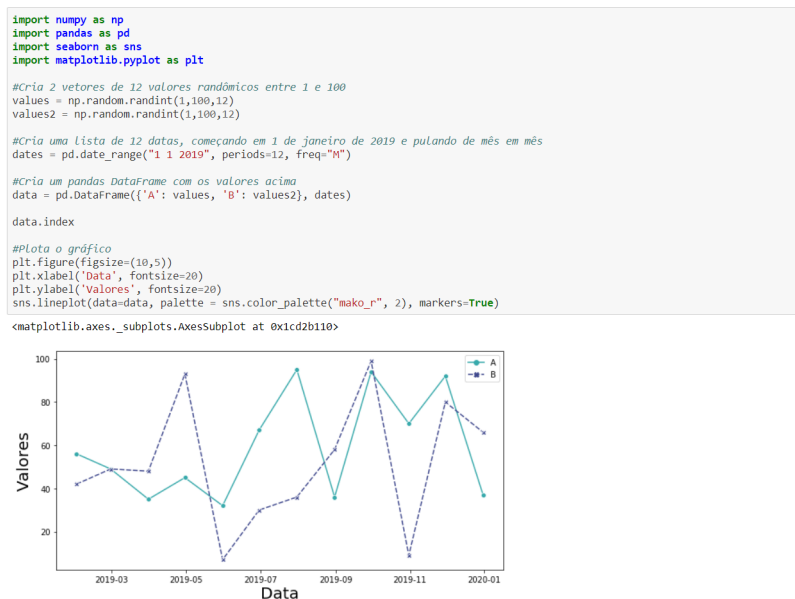 import numpy as np
import pandas as pd
import seaborn as sns
import matplotlib.pyplot as plt
#Cria 2 vetores de 12 valores randômicos entre 1 e 100
values = np.random.randint(1,100,12)
values2 = np.random.randint(1,100,12)
#Cria uma lista de 12 datas, começando em 1 de janeiro de 2019 e pulando de mês em mês
dates = pd.date_range("1 1 2019", periods=12, freq="M")
#Cria um pandas DataFrame com os valores acima
data = pd.DataFrame({'A': values, 'B': values2}, dates)
data.index
#Plota o gráfico
plt.figure(figsize=(10,5))
plt.xlabel('Data', fontsize=20)
plt.ylabel('Valores', fontsize=20)
sns.lineplot(data=data, palette = sns.color_palette("mako_r", 2), markers=True)
<matplotlib.axes._subplots.AxesSubplot at 0x1cd2b110>
A
B
100
80
60
40
20
Valores
2019-03 2019-05 2019-07 2019-09 2019-11 2020-01
Data